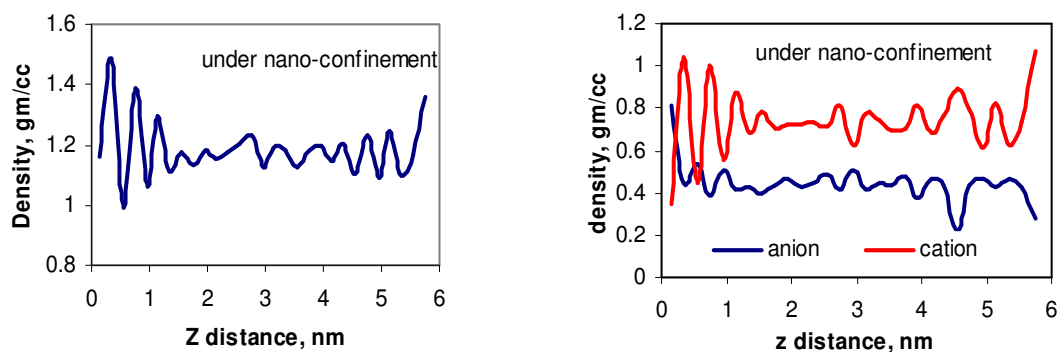 Density, gm/cc
1.6
1.4
1.2
1
0.8
under nano-confinement
0 1 2 3 4 5 6
Z distance, nm
density, gm/cc
1.2
1
0.8
0.6
0.4
0.2
0
under nano-confinement
anion cation
0 1 2 3 4 5 6
z distance, nm